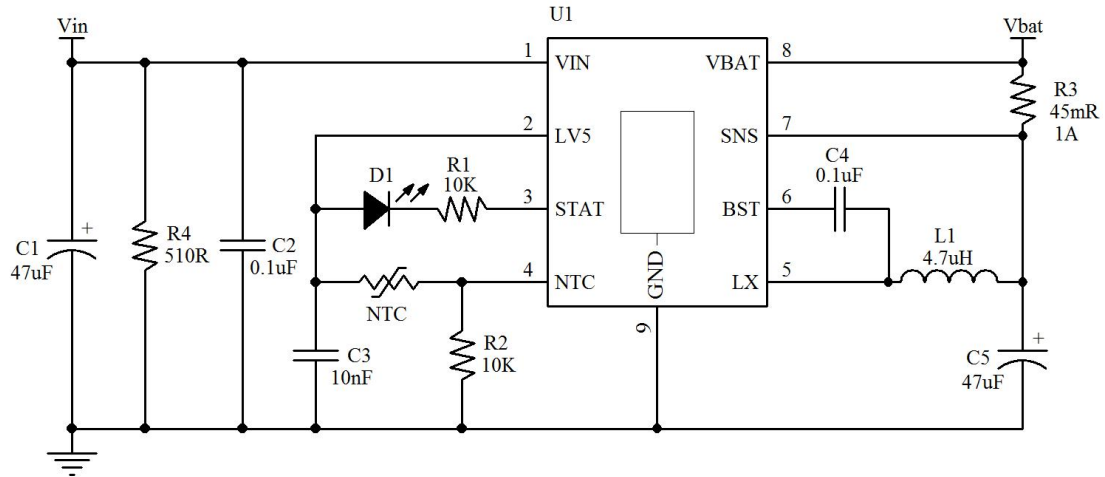 U1
Vin
Vbat
1
VIN
VBAT
8
R3
45mR
1A
2
LV5
SNS
7
D1
R1
10K
C4
0.1uF
3
STAT
BST
6
R4
510R
C1
+
47uF
C2
0.1uF
L1
4.7uH
4
NTC
GND
LX
5
NTC
9
R2
10K
C3
10nF
C5
+
47uF